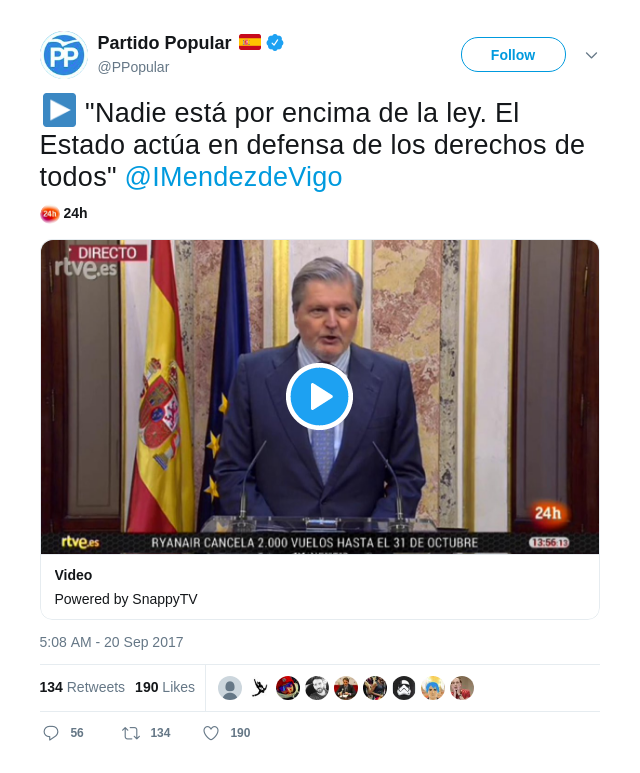 PP
Partido Popular
@PPopular
Follow
"Nadie está por encima de la ley. El
Estado actúa en defensa de los derechos de
todos" @IMendezdeVigo
24h 24h
DIRECTO
rtve.es
24h
rtve.es RYANAIR CANCELA 2.000 VUELOS HASTA EL 31 DE OCTUBRE 13:56:13
Video
Powered by SnappyTV
5:08 AM - 20 Sep 2017
134 Retweets 190 Likes
56 134 190